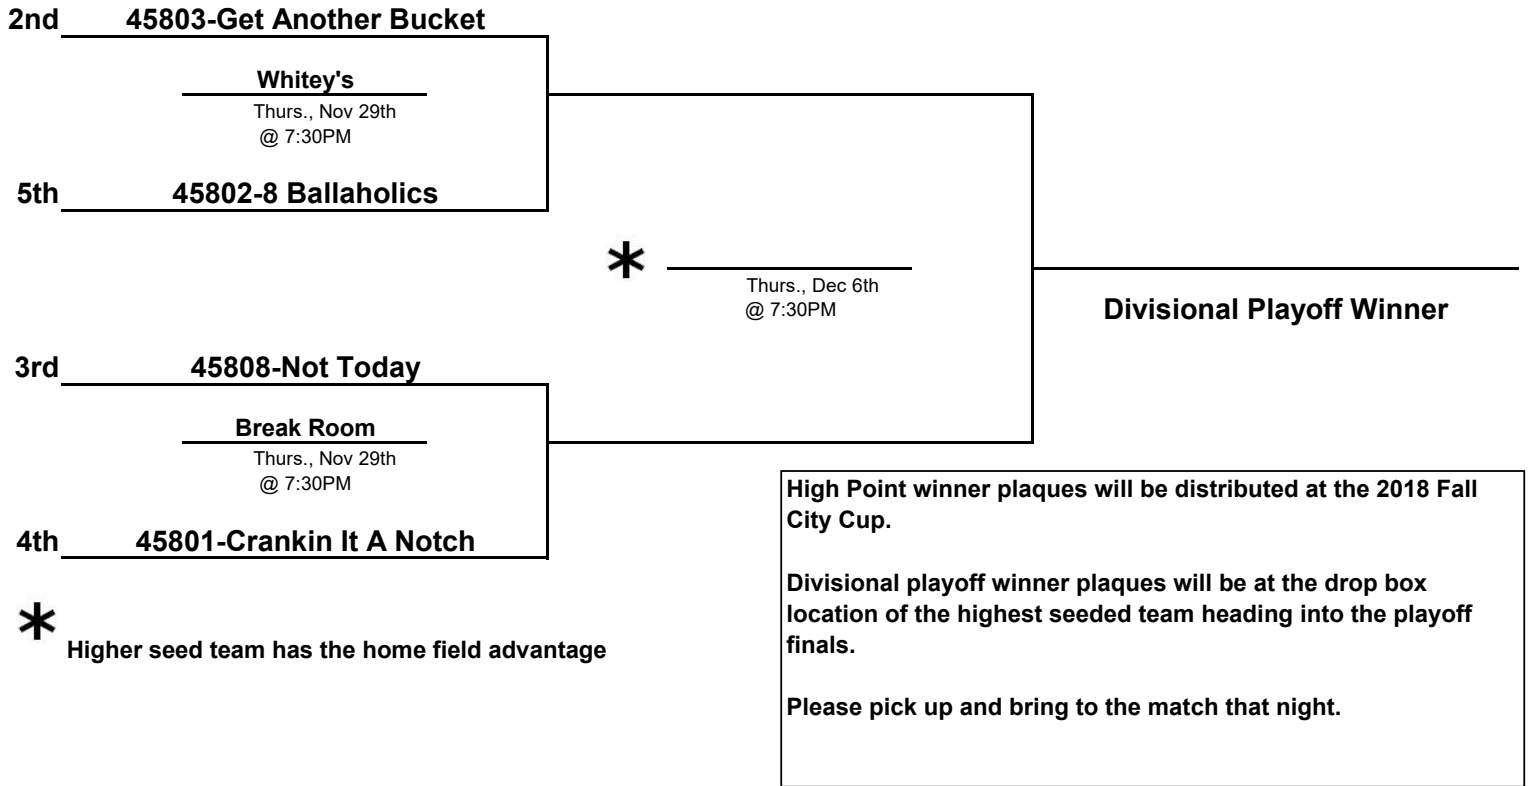 2nd 45803-Get Another Bucket
Whitey's
Thurs., Nov 29th
@ 7:30PM
5th 45802-8 Ballaholics
*
Thurs., Dec 6th
@ 7:30PM
Divisional Playoff Winner
3rd 45808-Not Today
Break Room
Thurs., Nov 29th
@ 7:30PM
4th 45801-Crankin It A Notch
*
Higher seed team has the home field advantage
High Point winner plaques will be distributed at the 2018 Fall
City Cup.
Divisional playoff winner plaques will be at the drop box
location of the highest seeded team heading into the playoff
finals.
Please pick up and bring to the match that night.